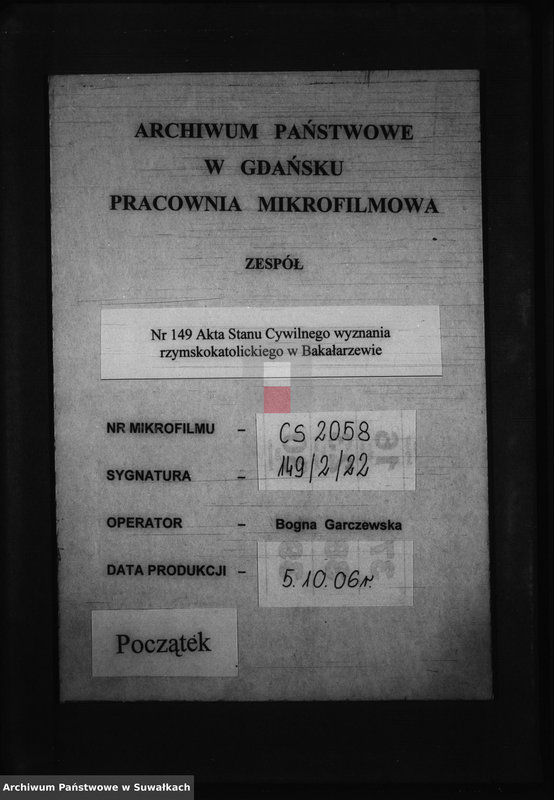 ARCHIWUM PAŃSTWOWE
W GDAŃSKU
PRACOWNIA MIKROFILMOWA
ZESPÓŁ
Nr 149 Akta Stanu Cywilnego wyznania
rzymskokatolickiego w Bakałarzewie
NR MIKROFILMU – CS 2058
SYGNATURA – 149/2/22
OPERATOR – Bogna Garczewska
DATA PRODUKCJI – 5.10.06r.
Początek
Archiwum Państwowe w Suwałkach